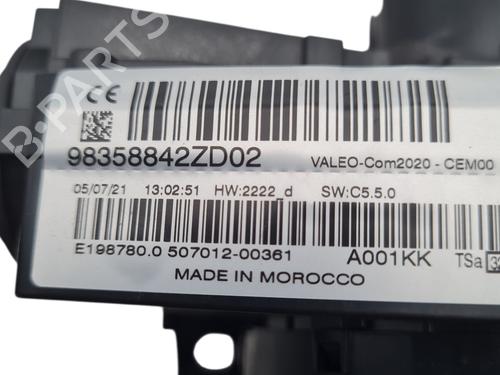 B-PARTS
CE
98358842ZD02
VALEO-Com2020 - CEM00
05/07/21 13:02:51 HW:2222_d SW:C5.5.0
E198780.0 507012-00361 A001KK TSa
MADE IN MOROCCO